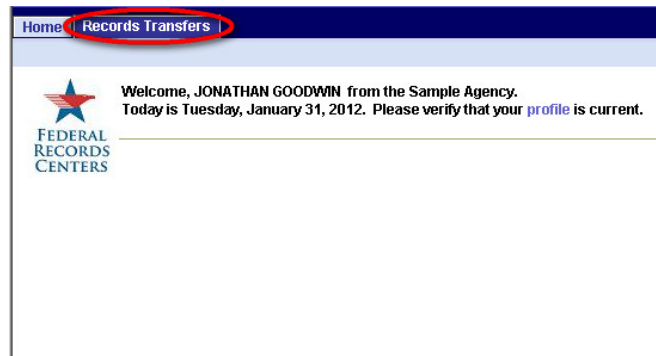 Home Records Transfers
Welcome, JONATHAN GOODWIN from the Sample Agency.
Today is Tuesday, January 31, 2012. Please verify that your profile is current.
FEDERAL
RECORDS
CENTERS